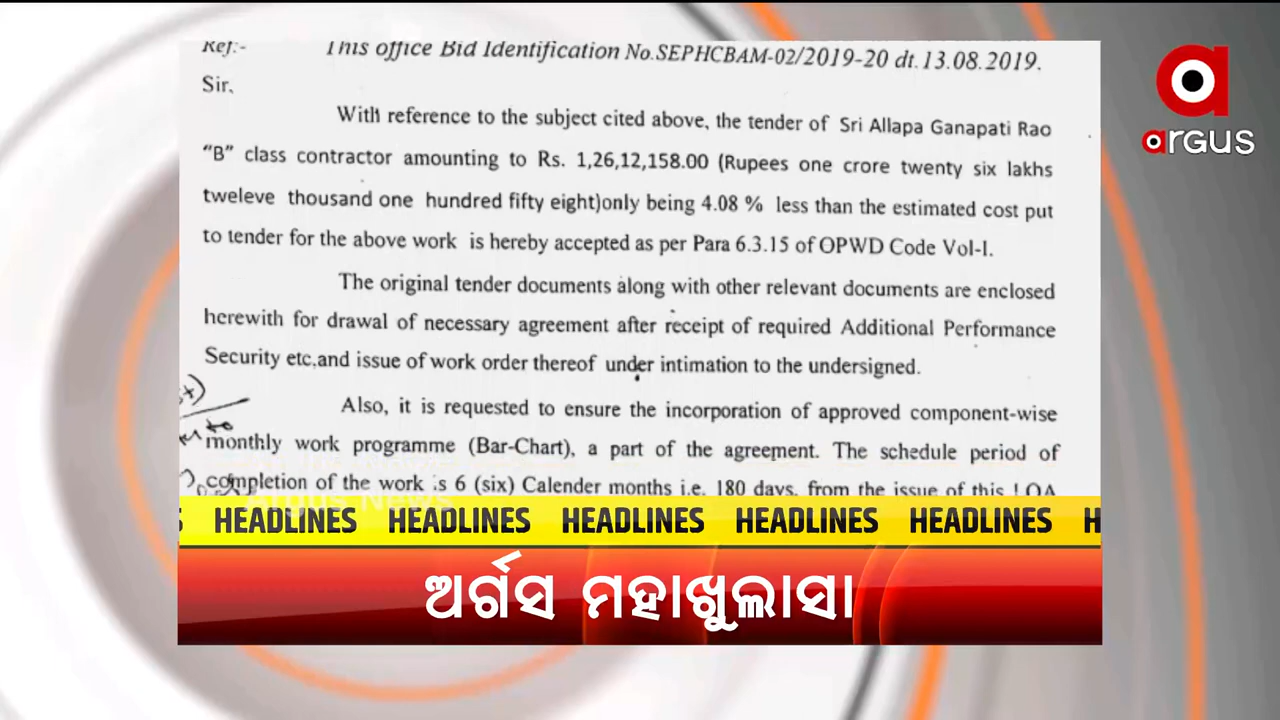 Ref:- This office Bid Identification No.SEPHCBAM-02/2019-20 dt.13.08.2019.
Sir,
With reference to the subject cited above, the tender of Sri Allapa Ganapati Rao
"B" class contractor amounting to Rs. 1,26,12,158.00 (Rupees one crore twenty six lakhs
tweleve thousand one hundred fifty eight)only being 4.08 % less than the estimated cost put
to tender for the above work is hereby accepted as per Para 6.3.15 of OPWD Code Vol-I.
The original tender documents along with other relevant documents are enclosed
herewith for drawal of necessary agreement after receipt of required Additional Performance
Security etc,and issue of work order thereof under intimation to the undersigned.
Also, it is requested to ensure the incorporation of approved component-wise
monthly work programme (Bar-Chart), a part of the agreement. The schedule period of
completion of the work is 6 (six) Calender months i.e. 180 days, from the issue of this LOA
Argus News
HEADLINES HEADLINES HEADLINES HEADLINES HEADLINES
ଅର୍ଗସ ମହାଖୁଲାସା
argus